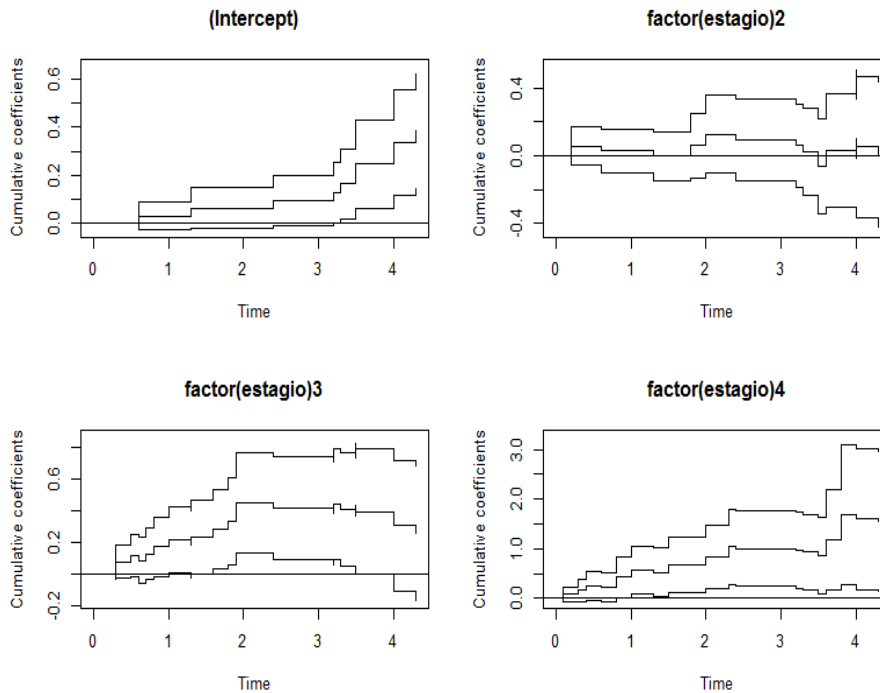 (Intercept)
Cumulative coefficients
0.0 0.2 0.4 0.6
0 1 2 3 4
Time
factor(estagio)2
Cumulative coefficients
-0.4 0.0 0.4
0 1 2 3 4
Time
factor(estagio)3
Cumulative coefficients
-0.2 0.2 0.6
0 1 2 3 4
Time
factor(estagio)4
Cumulative coefficients
0.0 1.0 2.0 3.0
0 1 2 3 4
Time